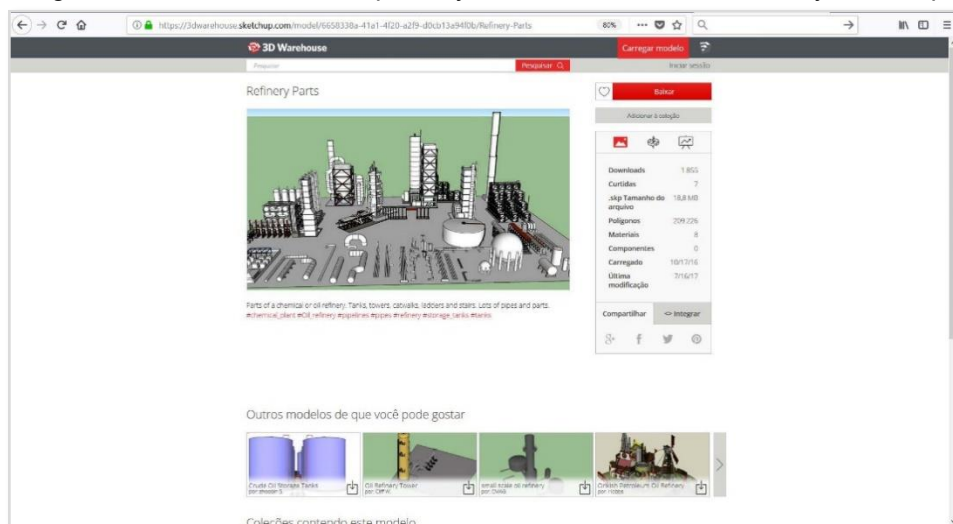 https://3dwarehouse.sketchup.com/model/6658338a-41a1-4f20-a2f9-d0cb13a94f0b/Refinery-Parts
80%
3D Warehouse
Carregar modelo
Pesquisar
Pesquisar
Iniciar sessão
Refinery Parts
Baixar
Adicionar à coleção
Downloads 1 855
Curtidas 7
.skp Tamanho do arquivo 18,8 MB
Polígonos 209 226
Materiais 8
Componentes 0
Carregado 10/17/16
Última modificação 7/16/17
Parts of a chemical or oil refinery. Tanks, towers, catwalks, ladders and stairs. Lots of pipes and parts.
#chemical_plant #Oil_refinery #pipelines #pipes #refinery #storage_tanks #tanks
Compartilhar
<> Integrar
Outros modelos de que você pode gostar
Crude Oil Storage Tanks
Oil Refinery Tower
small scale oil refinery
Orkish Petroleum Oil Refinery
Coleções contendo este modelo